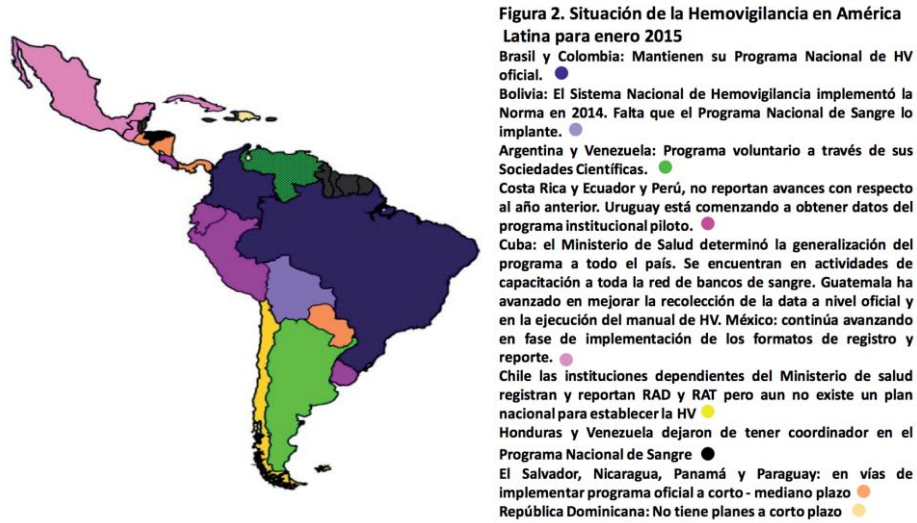 Figura 2. Situación de la Hemovigilancia en América
Latina para enero 2015
Brasil y Colombia: Mantienen su Programa Nacional de HV
oficial.
Bolivia: El Sistema Nacional de Hemovigilancia implementó la
Norma en 2014. Falta que el Programa Nacional de Sangre lo
implante.
Argentina y Venezuela: Programa voluntario a través de sus
Sociedades Científicas.
Costa Rica y Ecuador y Perú, no reportan avances con respecto
al año anterior. Uruguay está comenzando a obtener datos del
programa institucional piloto.
Cuba: el Ministerio de Salud determinó la generalización del
programa a todo el país. Se encuentran en actividades de
capacitación a toda la red de bancos de sangre. Guatemala ha
avanzado en mejorar la recolección de la data a nivel oficial y
en la ejecución del manual de HV. México: continúa avanzando
en fase de implementación de los formatos de registro y
reporte.
Chile las instituciones dependientes del Ministerio de salud
registran y reportan RAD y RAT pero aun no existe un plan
nacional para establecer la HV
Honduras y Venezuela dejaron de tener coordinador en el
Programa Nacional de Sangre
El Salvador, Nicaragua, Panamá y Paraguay: en vías de
implementar programa oficial a corto - mediano plazo
República Dominicana: No tiene planes a corto plazo